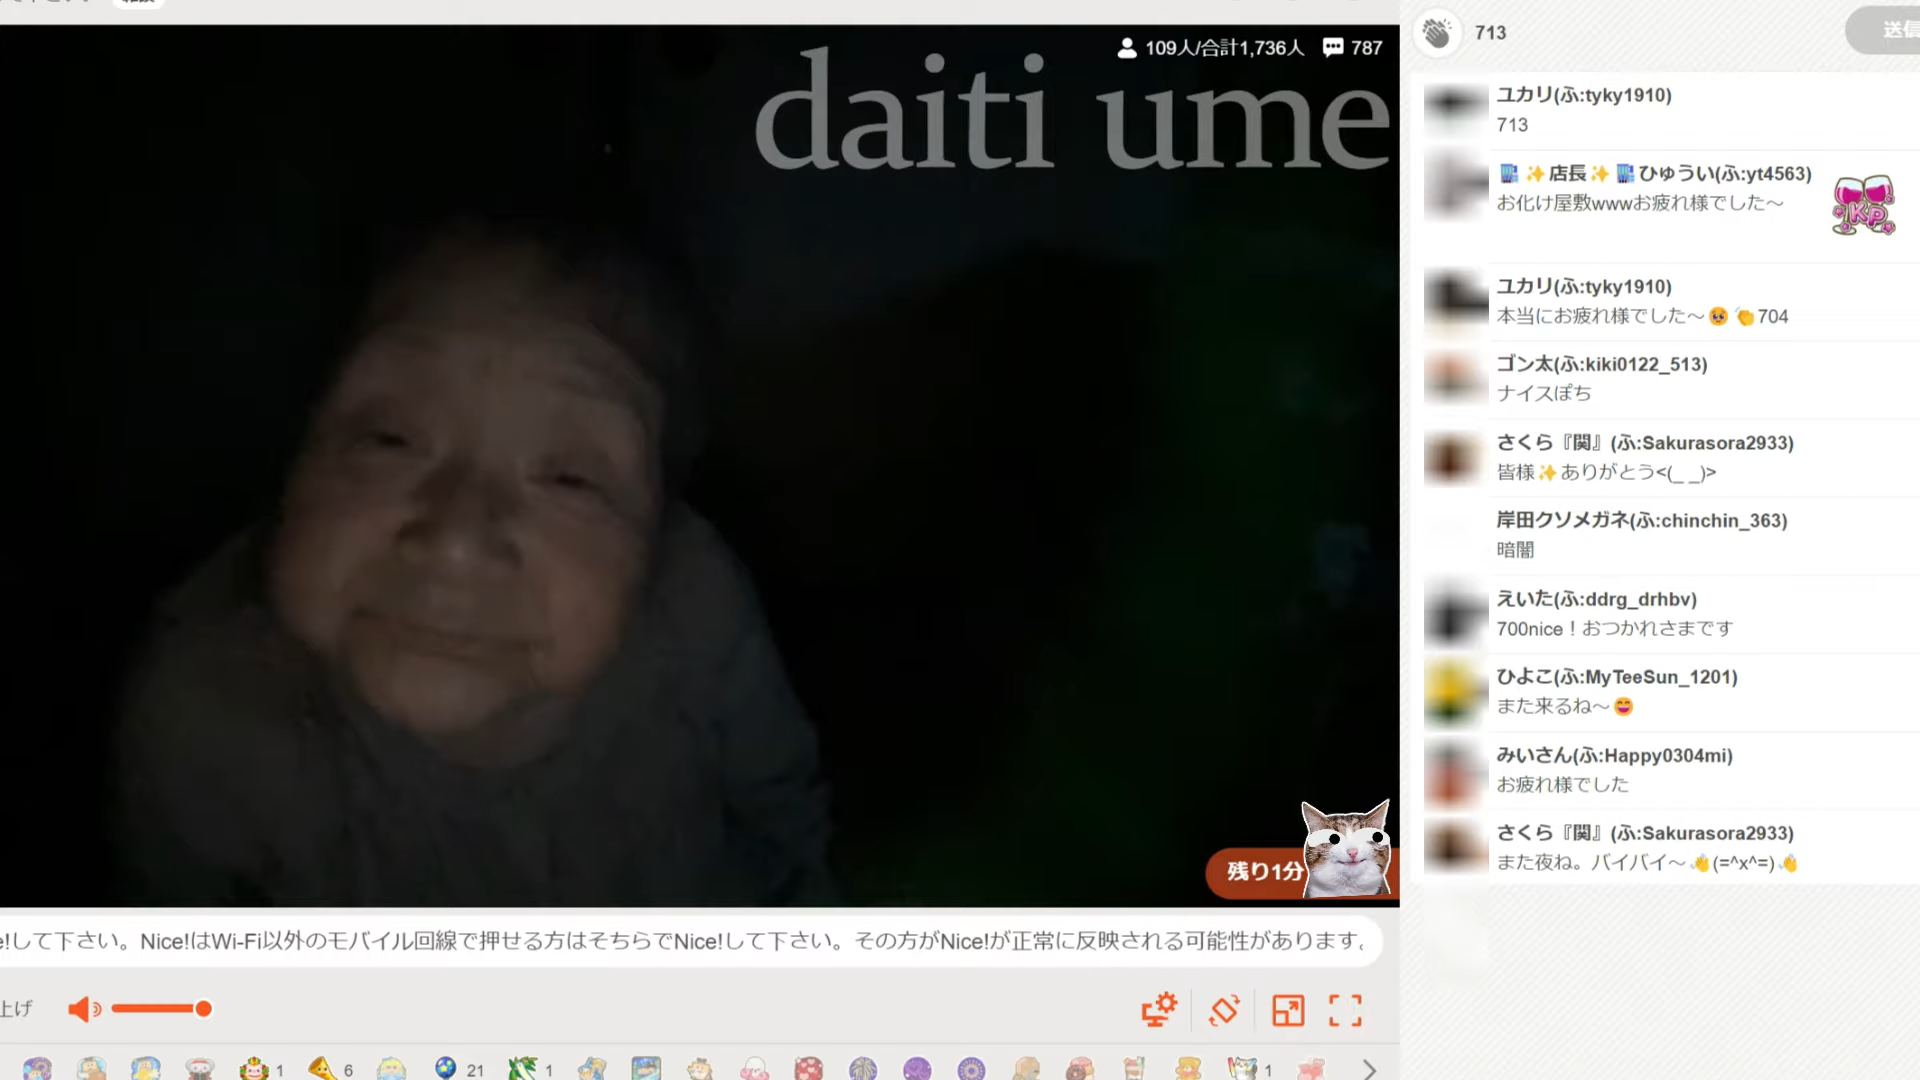 109人/合計1,736人 787
daiti ume
残り1分
!して下さい。Nice!はWi-Fi以外のモバイル回線で押せる方はそちらでNice!して下さい。その方がNice!が正常に反映される可能性があります。
上げ
1 6 21 1 1
713
送信
ユカリ(ふ:tyky1910)
713
✨店長✨ひゅうい(ふ:yt4563)
お化け屋敷wwwお疲れ様でした〜
KP
ユカリ(ふ:tyky1910)
本当にお疲れ様でした〜🥹👏704
ゴン太(ふ:kiki0122_513)
ナイスぽち
さくら『関』(ふ:Sakurasora2933)
皆様✨ありがとう<(_ _)>
岸田クソメガネ(ふ:chinchin_363)
暗闇
えいた(ふ:ddrg_drhbv)
700nice！おつかれさまです
ひよこ(ふ:MyTeeSun_1201)
また来るね〜😄
みいさん(ふ:Happy0304mi)
お疲れ様でした
さくら『関』(ふ:Sakurasora2933)
また夜ね。バイバイ〜👋(=^x^=)👋